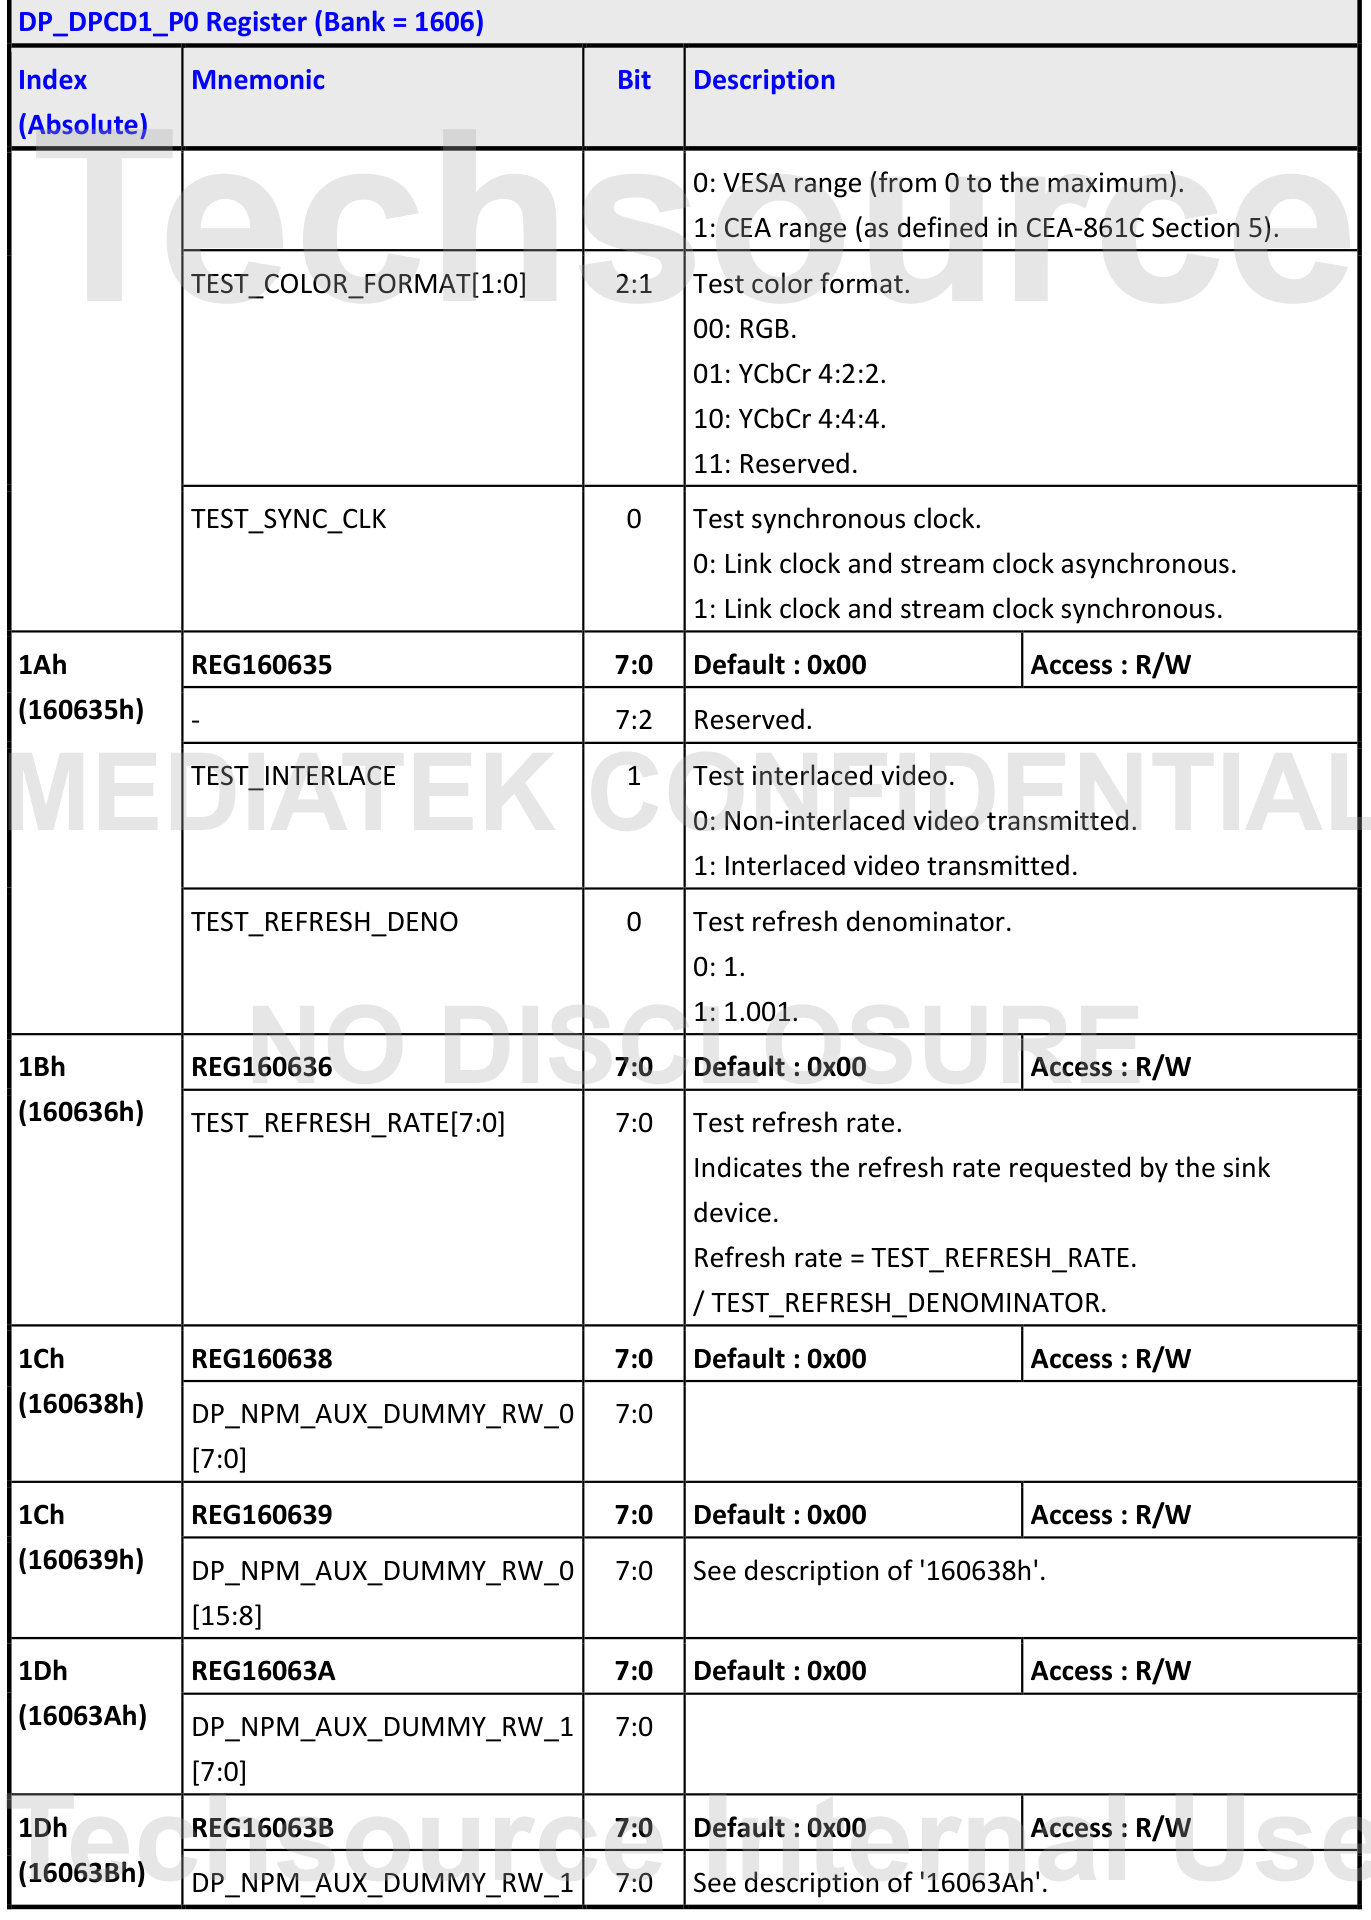 DP_DPCD1_P0 Register (Bank = 1606)
Index Mnemonic Bit Description
(Absolute)
Techsource
0: VESA range (from 0 to the maximum).
1: CEA range (as defined in CEA-861C Section 5).
TEST_COLOR_FORMAT[1:0] 2:1 Test color format.
00: RGB.
01: YCbCr 4:2:2.
10: YCbCr 4:4:4.
11: Reserved.
TEST_SYNC_CLK 0 Test synchronous clock.
0: Link clock and stream clock asynchronous.
1: Link clock and stream clock synchronous.
1Ah REG160635 7:0 Default : 0x00 Access : R/W
(160635h)
- 7:2 Reserved.
MEDIATEK CONFIDENTIAL
TEST_INTERLACE 1 Test interlaced video.
0: Non-interlaced video transmitted.
1: Interlaced video transmitted.
TEST_REFRESH_DENO 0 Test refresh denominator.
0: 1.
1: 1.001.
NO DISCLOSURE
1Bh REG160636 7:0 Default : 0x00 Access : R/W
(160636h)
TEST_REFRESH_RATE[7:0] 7:0 Test refresh rate.
Indicates the refresh rate requested by the sink
device.
Refresh rate = TEST_REFRESH_RATE.
/ TEST_REFRESH_DENOMINATOR.
1Ch REG160638 7:0 Default : 0x00 Access : R/W
(160638h)
DP_NPM_AUX_DUMMY_RW_0 7:0
[7:0]
1Ch REG160639 7:0 Default : 0x00 Access : R/W
(160639h)
DP_NPM_AUX_DUMMY_RW_0 7:0 See description of '160638h'.
[15:8]
1Dh REG16063A 7:0 Default : 0x00 Access : R/W
(16063Ah)
DP_NPM_AUX_DUMMY_RW_1 7:0
[7:0]
Techsource Internal Use
1Dh REG16063B 7:0 Default : 0x00 Access : R/W
(16063Bh)
DP_NPM_AUX_DUMMY_RW_1 7:0 See description of '16063Ah'.